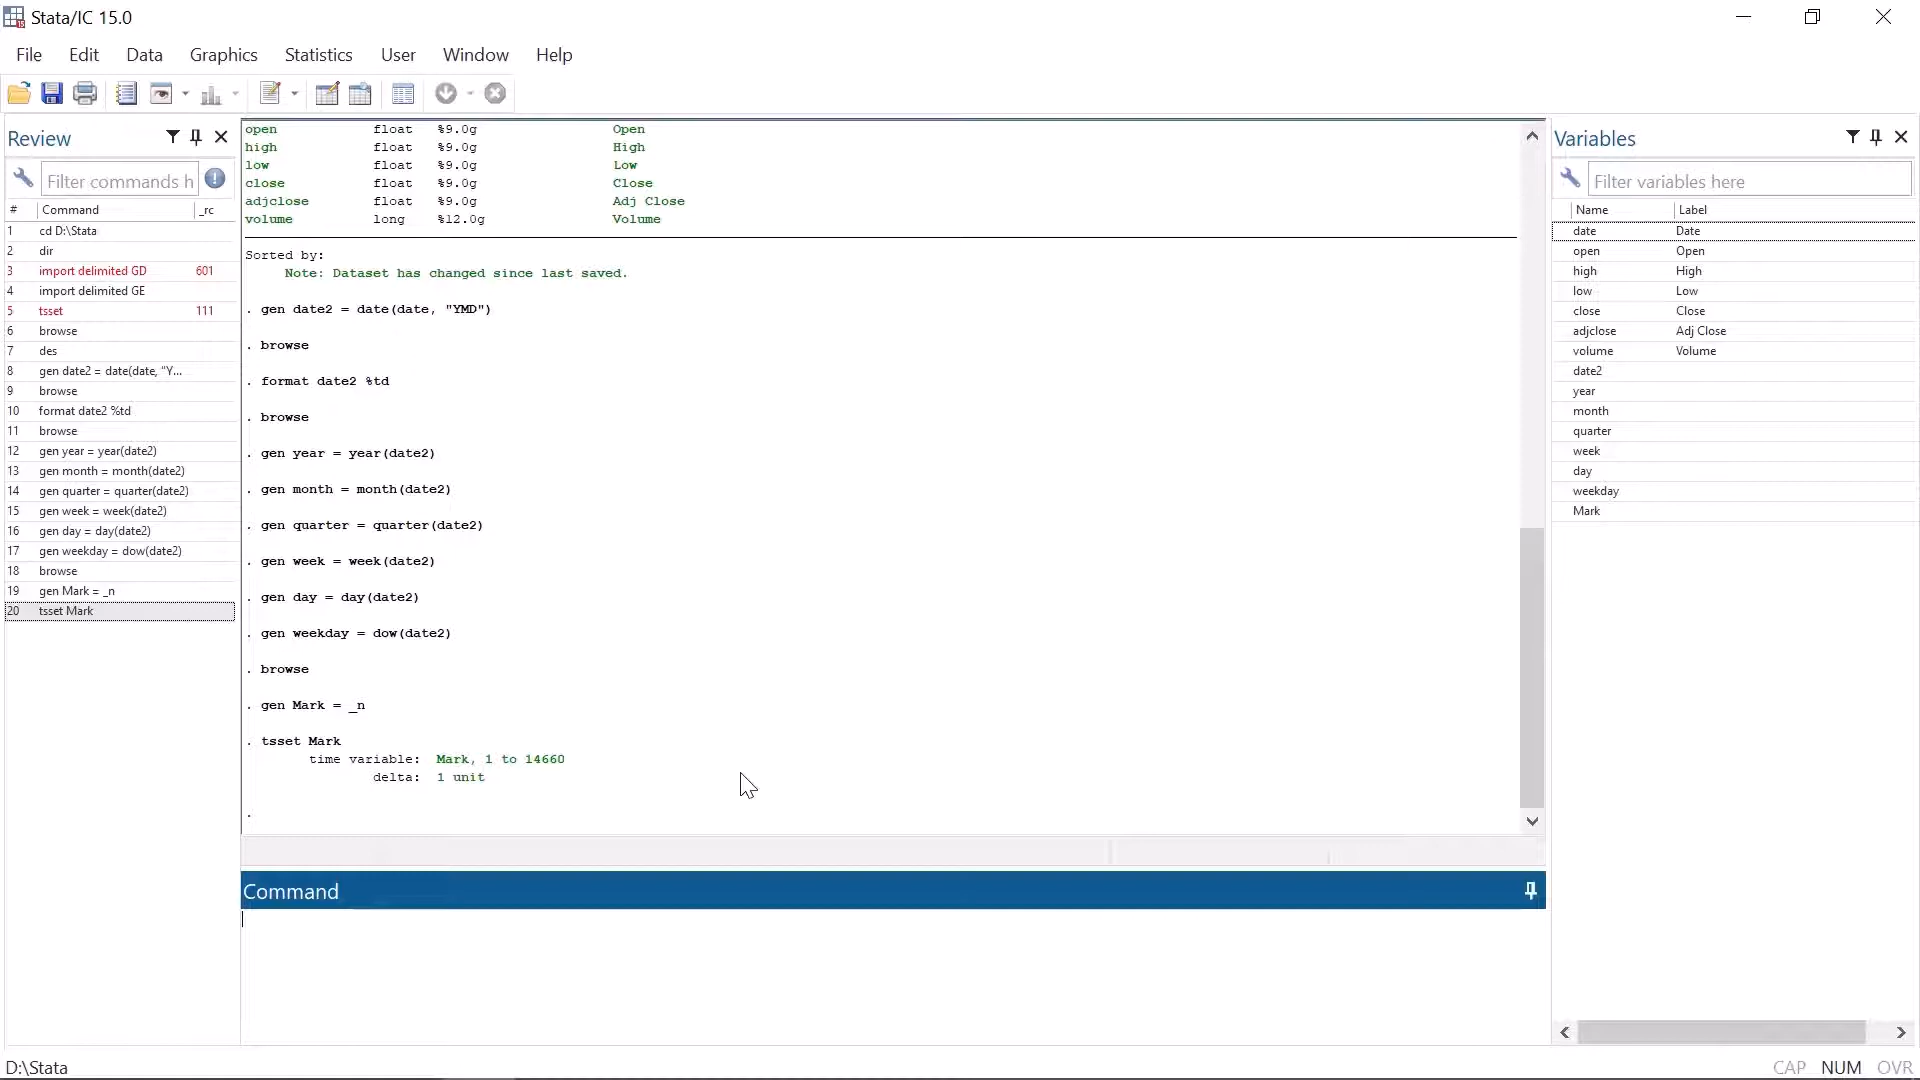 Stata/IC 15.0
File Edit Data Graphics Statistics User Window Help
Review
Filter commands h
# Command _rc
1 cd D:\Stata
2 dir
3 import delimited GD 601
4 import delimited GE
5 tsset 111
6 browse
7 des
8 gen date2 = date(date, "Y...
9 browse
10 format date2 %td
11 browse
12 gen year = year(date2)
13 gen month = month(date2)
14 gen quarter = quarter(date2)
15 gen week = week(date2)
16 gen day = day(date2)
17 gen weekday = dow(date2)
18 browse
19 gen Mark = _n
20 tsset Mark
open float %9.0g Open
high float %9.0g High
low float %9.0g Low
close float %9.0g Close
adjclose float %9.0g Adj Close
volume long %12.0g Volume
Sorted by:
Note: Dataset has changed since last saved.
. gen date2 = date(date, "YMD")
. browse
. format date2 %td
. browse
. gen year = year(date2)
. gen month = month(date2)
. gen quarter = quarter(date2)
. gen week = week(date2)
. gen day = day(date2)
. gen weekday = dow(date2)
. browse
. gen Mark = _n
. tsset Mark
time variable: Mark, 1 to 14660
delta: 1 unit
.
Command
Variables
Filter variables here
Name Label
date Date
open Open
high High
low Low
close Close
adjclose Adj Close
volume Volume
date2
year
month
quarter
week
day
weekday
Mark
D:\Stata
CAP NUM OVR